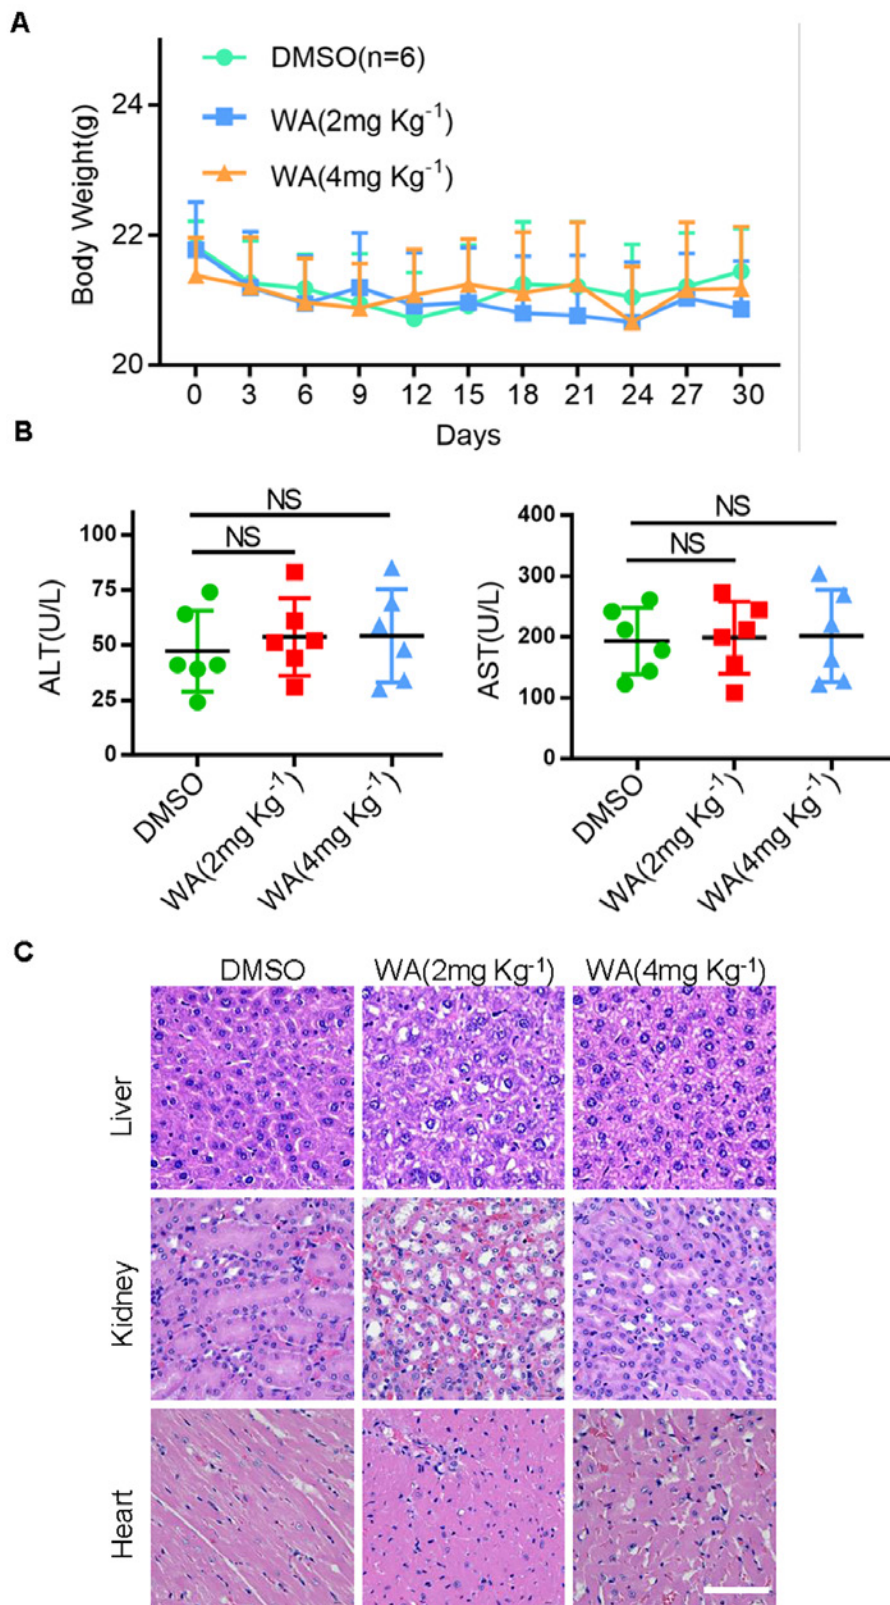 A
DMSO(n=6)
WA(2mg Kg⁻¹)
WA(4mg Kg⁻¹)
Body Weight(g)
24
22
20
0 3 6 9 12 15 18 21 24 27 30
Days
B
NS
NS
ALT(U/L)
100
75
50
25
0
DMSO
WA(2mg Kg⁻¹)
WA(4mg Kg⁻¹)
NS
NS
AST(U/L)
400
300
200
100
0
DMSO
WA(2mg Kg⁻¹)
WA(4mg Kg⁻¹)
C
DMSO WA(2mg Kg⁻¹) WA(4mg Kg⁻¹)
Liver
Kidney
Heart